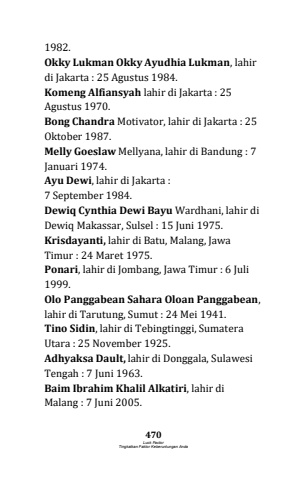 1982.
Okky Lukman Okky Ayudhia Lukman, lahir
di Jakarta : 25 Agustus 1984.
Komeng Alfiansyah lahir di Jakarta : 25
Agustus 1970.
Bong Chandra Motivator, lahir di Jakarta : 25
Oktober 1987.
Melly Goeslaw Mellyana, lahir di Bandung : 7
Januari 1974.
Ayu Dewi, lahir di Jakarta :
7 September 1984.
Dewiq Cynthia Dewi Bayu Wardhani, lahir di
Dewiq Makassar, Sulsel : 15 Juni 1975.
Krisdayanti, lahir di Batu, Malang, Jawa
Timur : 24 Maret 1975.
Ponari, lahir di Jombang, Jawa Timur : 6 Juli
1999.
Olo Panggabean Sahara Oloan Panggabean,
lahir di Tarutung, Sumut : 24 Mei 1941.
Tino Sidin, lahir di Tebingtinggi, Sumatera
Utara : 25 November 1925.
Adhyaksa Dault, lahir di Donggala, Sulawesi
Tengah : 7 Juni 1963.
Baim Ibrahim Khalil Alkatiri, lahir di
Malang : 7 Juni 2005.
470
Luck Factor
Tingkatkan Faktor Keberuntungan Anda